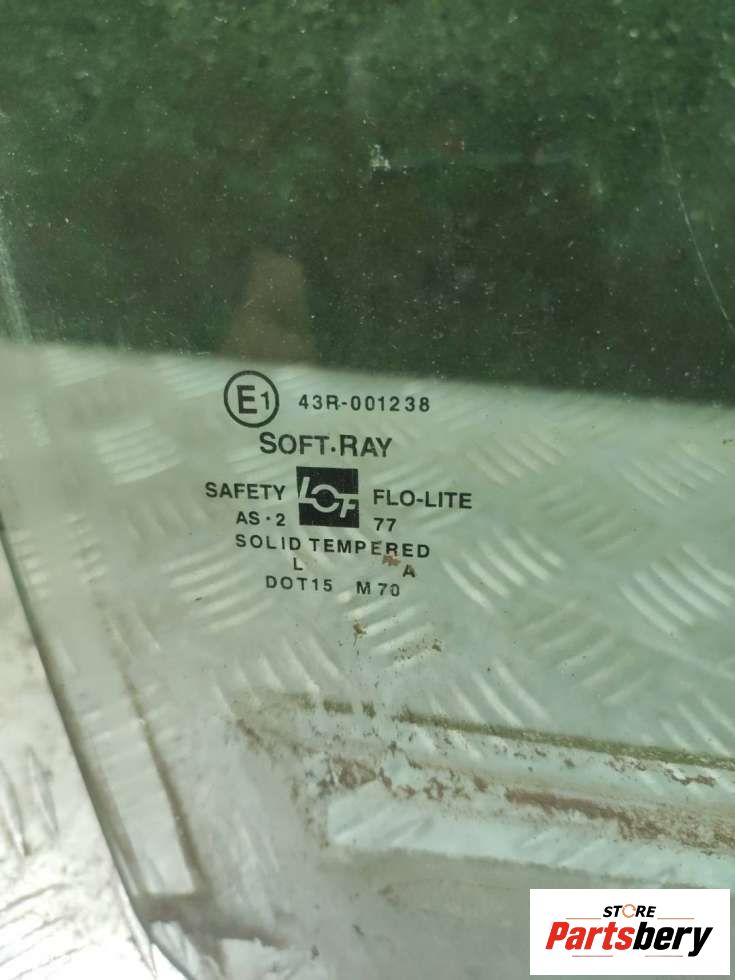 E1 43R-001238
SOFT·RAY
SAFETY LOF FLO-LITE
AS·2 77
SOLID TEMPERED
L A
DOT15 M70
STORE
Partsbery